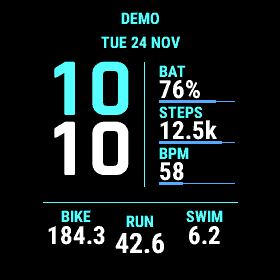 DEMO
TUE 24 NOV
10
10
BAT
76%
STEPS
12.5k
BPM
58
BIKE
184.3
RUN
42.6
SWIM
6.2